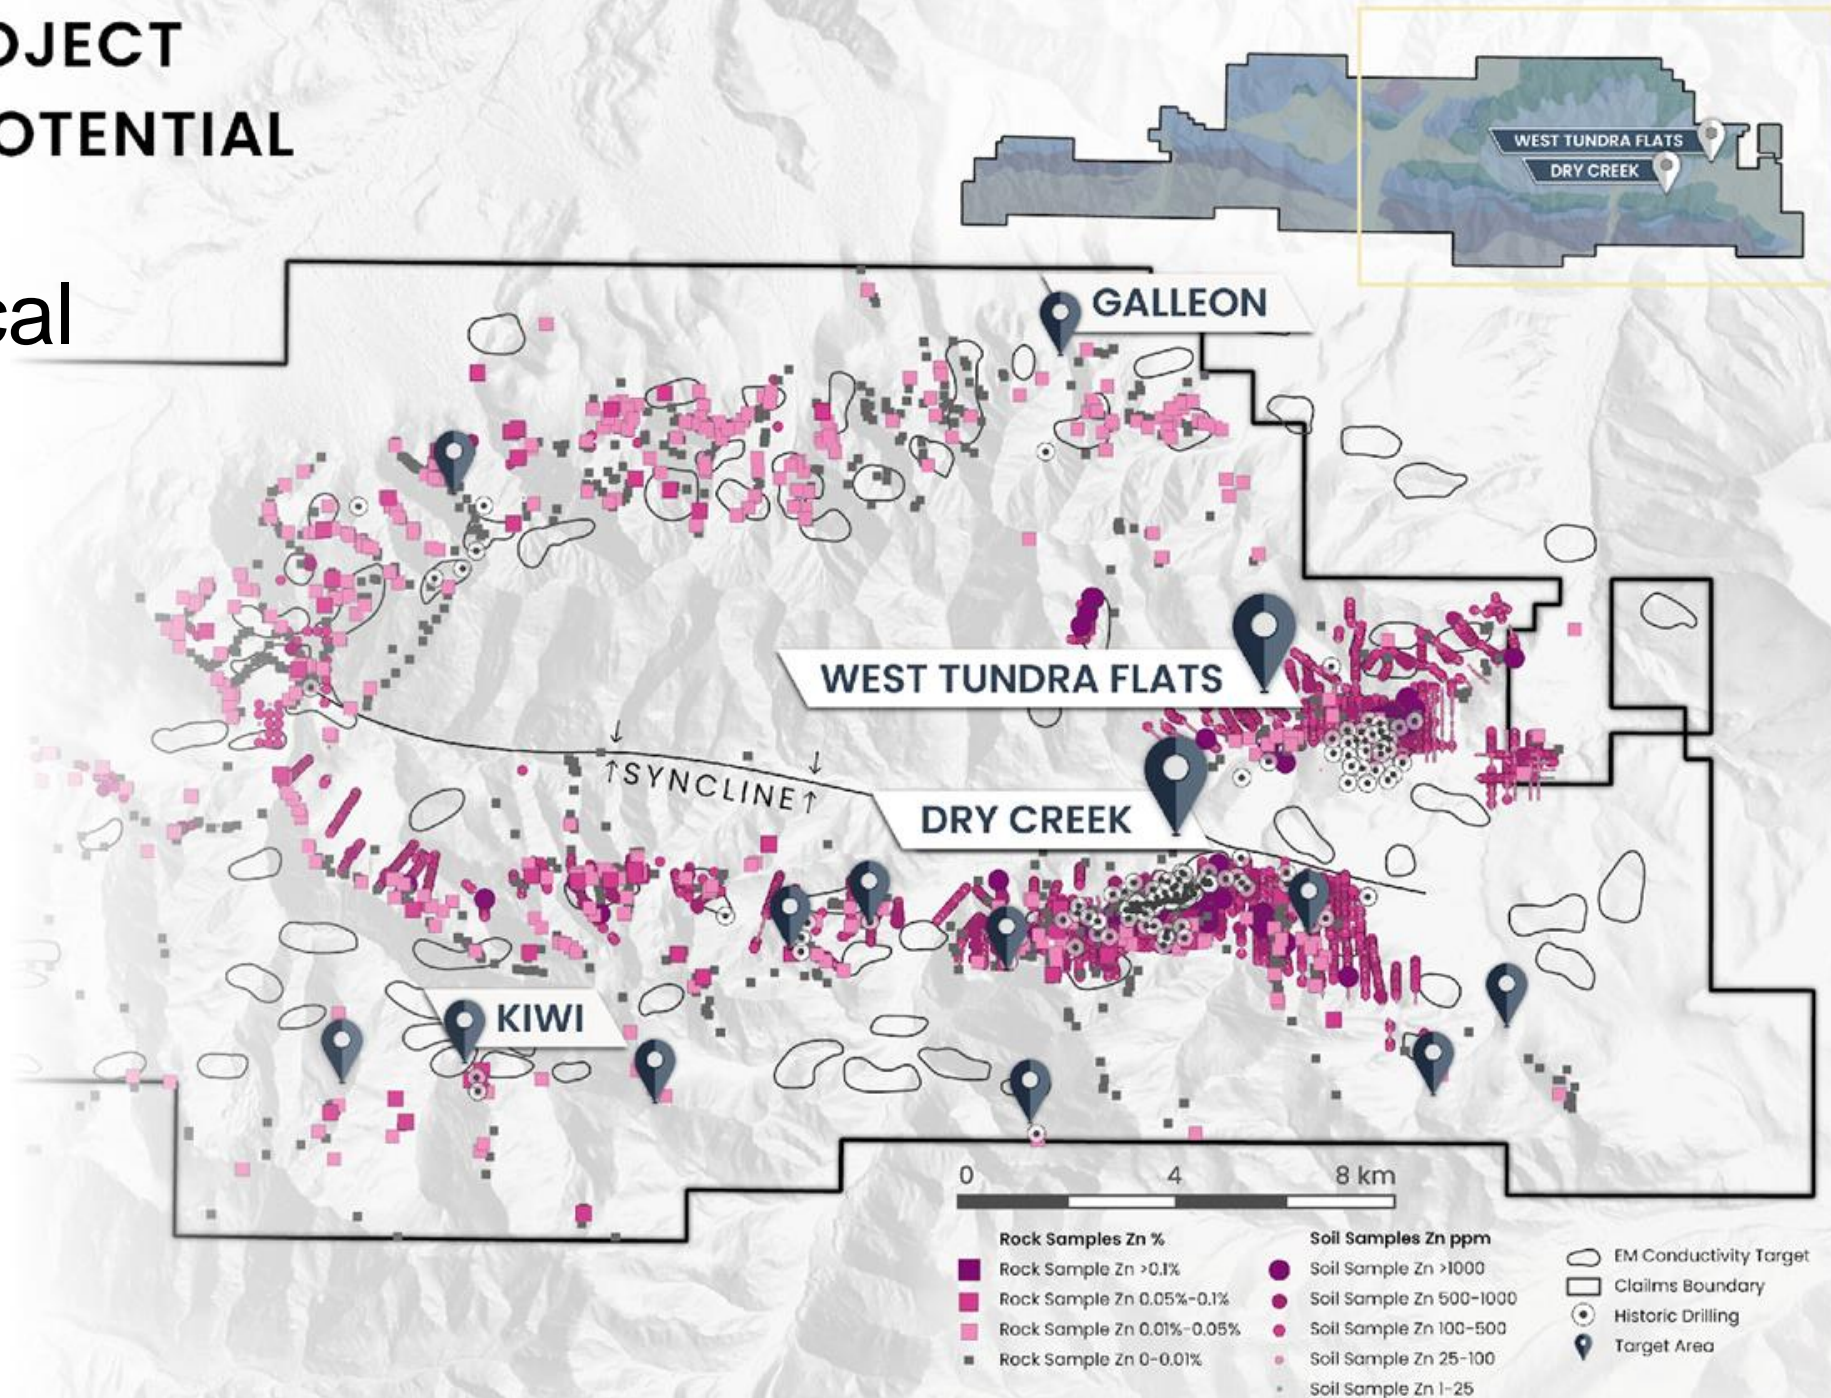 OJECT
OTENTIAL
cal
WEST TUNDRA FLATS
DRY CREEK
GALLEON
WEST TUNDRA FLATS
↑SYNCLINE↑
DRY CREEK
KIWI
0 4 8 km
Rock Samples Zn %
Rock Sample Zn >0.1%
Rock Sample Zn 0.05%-0.1%
Rock Sample Zn 0.01%-0.05%
Rock Sample Zn 0-0.01%
Soil Samples Zn ppm
Soil Sample Zn >1000
Soil Sample Zn 500-1000
Soil Sample Zn 100-500
Soil Sample Zn 25-100
Soil Sample Zn 1-25
EM Conductivity Target
Clailms Boundary
Historic Drilling
Target Area